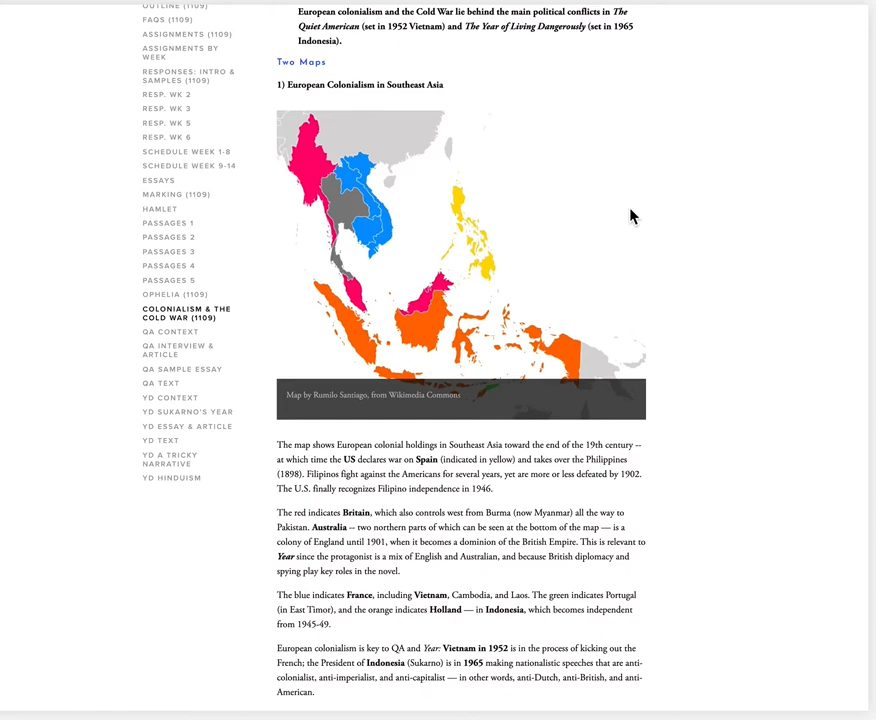 OUTLINE (1109)
FAQS (1109)
ASSIGNMENTS (1109)
ASSIGNMENTS BY
WEEK
RESPONSES: INTRO &
SAMPLES (1109)
RESP. WK 2
RESP. WK 3
RESP. WK 5
RESP. WK 6
SCHEDULE WEEK 1-8
SCHEDULE WEEK 9-14
ESSAYS
MARKING (1109)
HAMLET
PASSAGES 1
PASSAGES 2
PASSAGES 3
PASSAGES 4
PASSAGES 5
OPHELIA (1109)
COLONIALISM & THE
COLD WAR (1109)
QA CONTEXT
QA INTERVIEW &
ARTICLE
QA SAMPLE ESSAY
QA TEXT
YD CONTEXT
YD SUKARNO'S YEAR
YD ESSAY & ARTICLE
YD TEXT
YD A TRICKY
NARRATIVE
YD HINDUISM
European colonialism and the Cold War lie behind the main political conflicts in The
Quiet American (set in 1952 Vietnam) and The Year of Living Dangerously (set in 1965
Indonesia).
Two Maps
1) European Colonialism in Southeast Asia
Map by Rumilo Santiago, from Wikimedia Commons
The map shows European colonial holdings in Southeast Asia toward the end of the 19th century --
at which time the US declares war on Spain (indicated in yellow) and takes over the Philippines
(1898). Filipinos fight against the Americans for several years, yet are more or less defeated by 1902.
The U.S. finally recognizes Filipino independence in 1946.
The red indicates Britain, which also controls west from Burma (now Myanmar) all the way to
Pakistan. Australia -- two northern parts of which can be seen at the bottom of the map — is a
colony of England until 1901, when it becomes a dominion of the British Empire. This is relevant to
Year since the protagonist is a mix of English and Australian, and because British diplomacy and
spying play key roles in the novel.
The blue indicates France, including Vietnam, Cambodia, and Laos. The green indicates Portugal
(in East Timor), and the orange indicates Holland — in Indonesia, which becomes independent
from 1945-49.
European colonialism is key to QA and Year: Vietnam in 1952 is in the process of kicking out the
French; the President of Indonesia (Sukarno) is in 1965 making nationalistic speeches that are anti-
colonialist, anti-imperialist, and anti-capitalist — in other words, anti-Dutch, anti-British, and anti-
American.